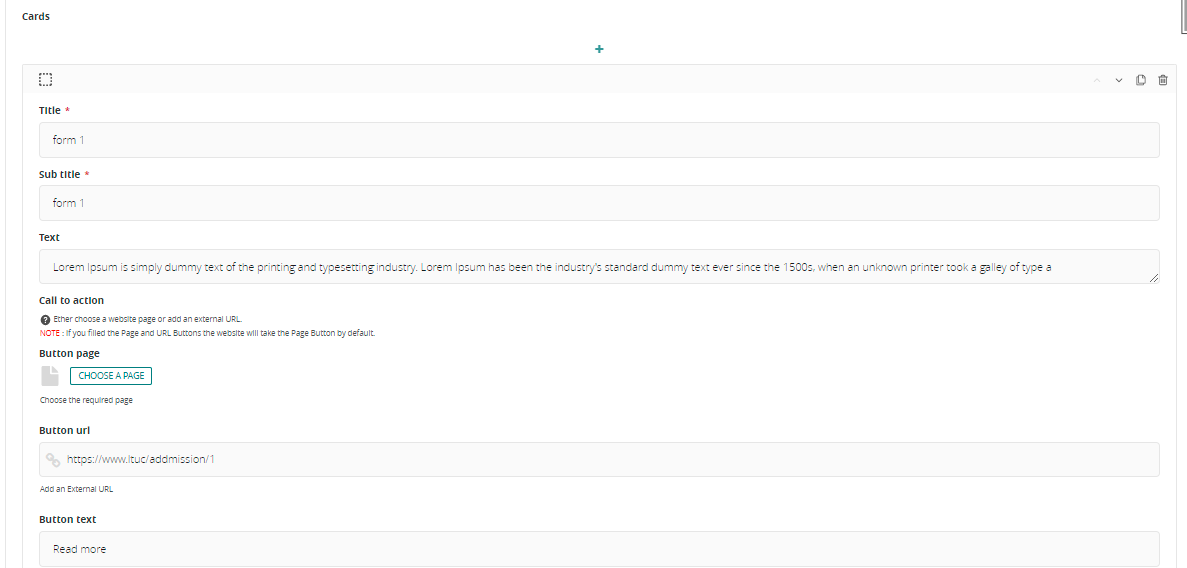 Cards
+
Title *
form 1
Sub title *
form 1
Text
Lorem Ipsum is simply dummy text of the printing and typesetting industry. Lorem Ipsum has been the industry's standard dummy text ever since the 1500s, when an unknown printer took a galley of type a
Call to action
? Ether choose a website page or add an external URL.
NOTE : If you filled the Page and URL Buttons the website will take the Page Button by default.
Button page
CHOOSE A PAGE
Choose the required page
Button url
https://www.ltuc/addmission/1
Add an External URL
Button text
Read more